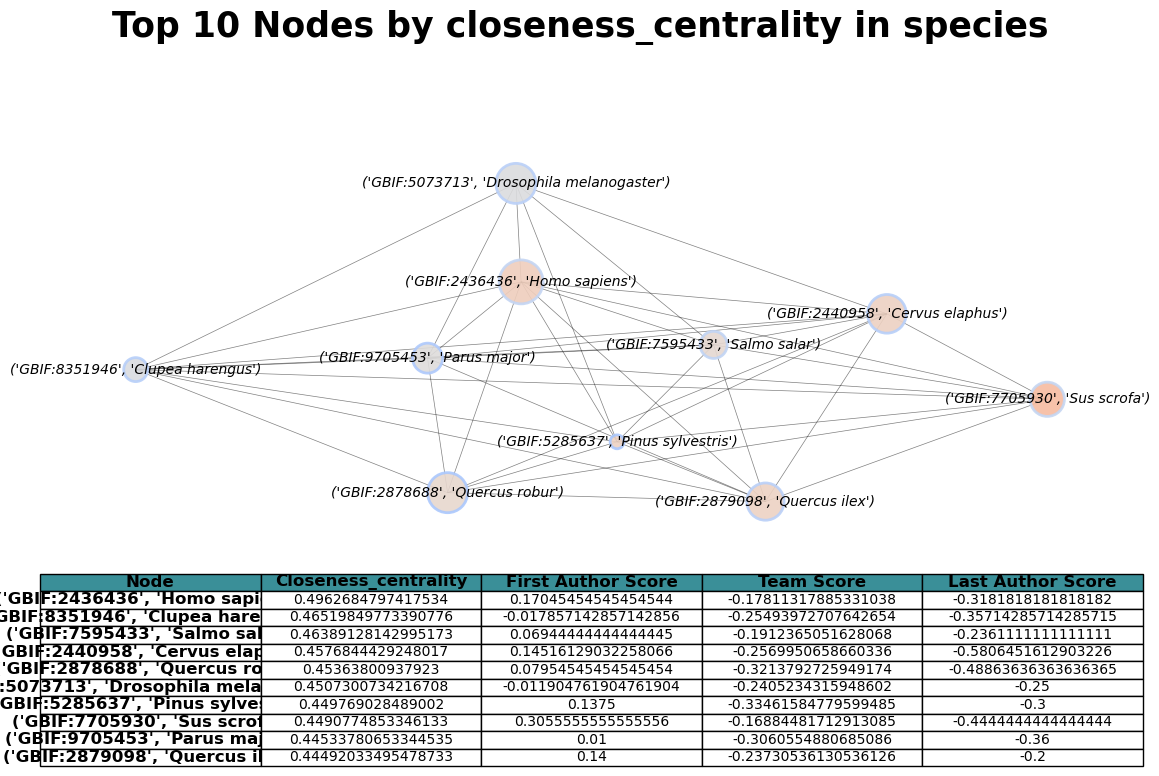 Top 10 Nodes by closeness_centrality in species
('GBIF:5073713', 'Drosophila melanogaster')
('GBIF:2436436', 'Homo sapiens')
('GBIF:2440958', 'Cervus elaphus')
('GBIF:7595433', 'Salmo salar')
('GBIF:9705453', 'Parus major')
('GBIF:8351946', 'Clupea harengus')
('GBIF:7705930', 'Sus scrofa')
('GBIF:5285637', 'Pinus sylvestris')
('GBIF:2878688', 'Quercus robur')
('GBIF:2879098', 'Quercus ilex')
Node Closeness_centrality First Author Score Team Score Last Author Score
('GBIF:2436436', 'Homo sapi 0.4962684797417534 0.17045454545454544 -0.17811317885331038 -0.3181818181818182
GBIF:8351946', 'Clupea hare 0.46519849773390776 -0.017857142857142856 -0.25493972707642654 -0.35714285714285715
('GBIF:7595433', 'Salmo sal 0.46389128142995173 0.06944444444444445 -0.1912365051628068 -0.2361111111111111
GBIF:2440958', 'Cervus elap 0.4576844429248017 0.14516129032258066 -0.2569950658660336 -0.5806451612903226
'GBIF:2878688', 'Quercus ro 0.45363800937923 0.07954545454545454 -0.3213792725949174 -0.48863636363636365
:5073713', 'Drosophila mela 0.4507300734216708 -0.011904761904761904 -0.2405234315948602 -0.25
'GBIF:5285637', 'Pinus sylves 0.449769028489002 0.1375 -0.33461584779599485 -0.3
('GBIF:7705930', 'Sus scrof 0.4490774853346133 0.3055555555555556 -0.16884481712913085 -0.4444444444444444
('GBIF:9705453', 'Parus maj 0.44533780653344535 0.01 -0.3060554880685086 -0.36
('GBIF:2879098', 'Quercus il 0.44492033495478733 0.14 -0.23730536130536126 -0.2